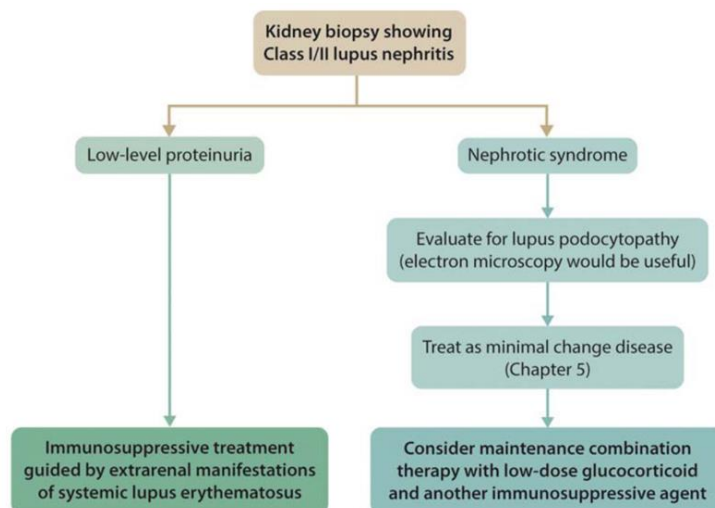 Kidney biopsy showing
Class I/II lupus nephritis
Low-level proteinuria
Nephrotic syndrome
Evaluate for lupus podocytopathy
(electron microscopy would be useful)
Treat as minimal change disease
(Chapter 5)
Immunosuppressive treatment
guided by extrarenal manifestations
of systemic lupus erythematosus
Consider maintenance combination
therapy with low-dose glucocorticoid
and another immunosuppressive agent